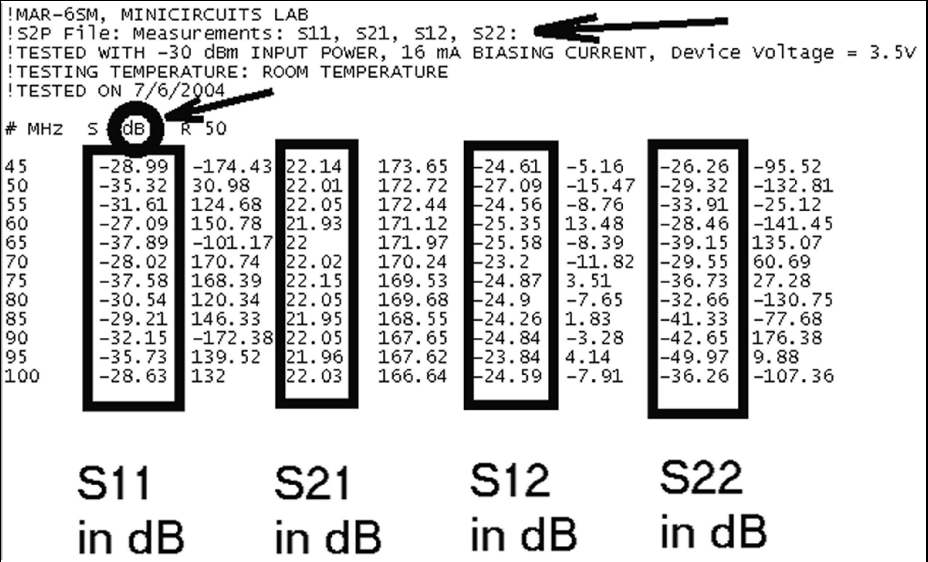 !MAR-6SM, MINICIRCUITS LAB
!S2P File: Measurements: S11, S21, S12, S22:
!TESTED WITH -30 dBm INPUT POWER, 16 mA BIASING CURRENT, Device Voltage = 3.5V
!TESTING TEMPERATURE: ROOM TEMPERATURE
!TESTED ON 7/6/2004
# MHz S dB R 50
45 -28.99 -174.43 22.14 173.65 -24.61 -5.16 -26.26 -95.52
50 -35.32 30.98 22.01 172.72 -27.09 -15.47 -29.32 -132.81
55 -31.61 124.68 22.05 172.44 -24.56 -8.76 -33.91 -25.12
60 -27.09 150.78 21.93 171.12 -25.35 13.48 -28.46 -141.45
65 -37.89 -101.17 22 171.97 -25.58 -8.39 -39.15 135.07
70 -28.02 170.74 22.02 170.24 -23.2 -11.82 -29.55 60.69
75 -37.58 168.39 22.15 169.53 -24.87 3.51 -36.73 27.28
80 -30.54 120.34 22.05 169.68 -24.9 -7.65 -32.66 -130.75
85 -29.21 146.33 21.95 168.55 -24.26 1.83 -41.33 -77.68
90 -32.15 -172.38 22.05 167.65 -24.84 -3.28 -42.65 176.38
95 -35.73 139.52 21.96 167.62 -23.84 4.14 -49.97 9.88
100 -28.63 132 22.03 166.64 -24.59 -7.91 -36.26 -107.36
S11 S21 S12 S22
in dB in dB in dB in dB